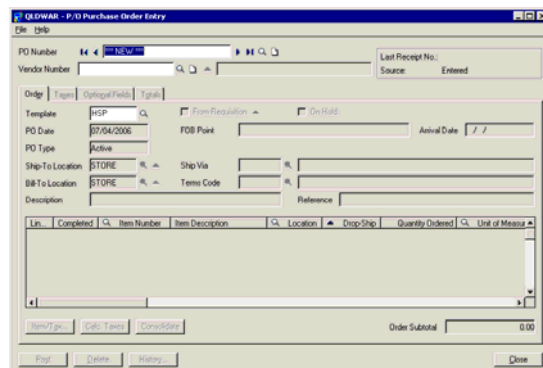 QLDWAR - P/O Purchase Order Entry
File Help
PO Number *** NEW ***
Last Receipt No.:
Vendor Number
Source: Entered
Order Taxes Optional Fields Totals
Template HSP From Requisition On Hold
PO Date 07/04/2006 FOB Point Arrival Date / /
PO Type Active
Ship-To Location STORE Ship Via
Bill-To Location STORE Terms Code
Description Reference
Lin... Completed Item Number Item Description Location Drop-Ship Quantity Ordered Unit of Measu
Item/Tax... Calc. Taxes Consolidate Order Subtotal 0.00
Post Delete History... Close